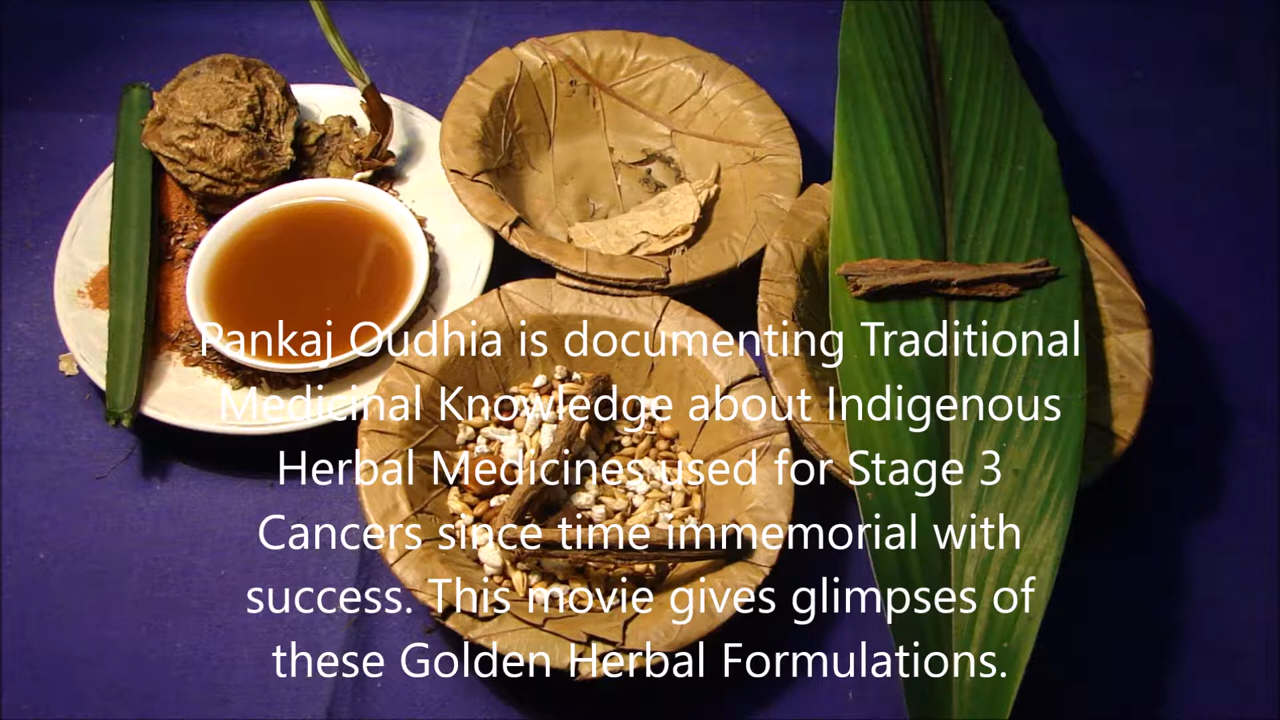 Pankaj Oudhia is documenting Traditional
Medicinal Knowledge about Indigenous
Herbal Medicines used for Stage 3
Cancers since time immemorial with
success. This movie gives glimpses of
these Golden Herbal Formulations.